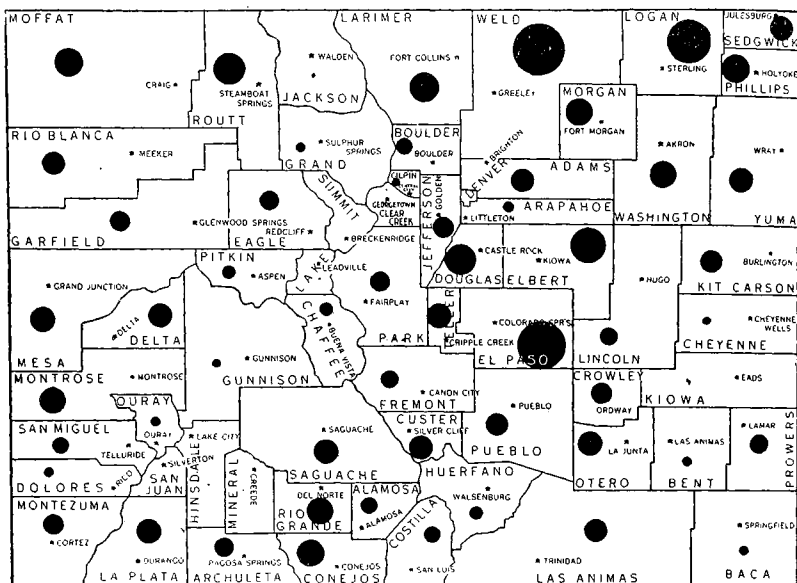 MOFFAT
LARIMER
WELD
LOGAN
JULESBURG
SEDGWICK
WALDEN
FORT COLLINS
STERLING
HOLYOKE
PHILLIPS
CRAIG
STEAMBOAT
SPRINGS
JACKSON
GREELEY
MORGAN
ROUTT
FORT MORGAN
RIO BLANCA
MEEKER
SULPHUR
SPRINGS
BOULDER
BOULDER
BRIGHTON
AKRON
WRAY
GRAND
GILPIN
DENVER
ADAMS
SUMMIT
GEORGETOWN
CLEAR
CREEK
JEFFERSON
GOLDEN
ARAPAHOE
LITTLETON
WASHINGTON
YUMA
GLENWOOD SPRINGS
REDCLIFF
GARFIELD
EAGLE
BRECKENRIDGE
PITKIN
ASPEN
LAKE
LEADVILLE
CASTLE ROCK
KIOWA
DOUGLAS
ELBERT
HUGO
BURLINGTON
KIT CARSON
GRAND JUNCTION
FAIRPLAY
DELTA
DELTA
CHAFFEE
BUENA VISTA
PARK
TELLER
COLORADO SPR'S
CRIPPLE CREEK
EL PASO
LINCOLN
CHEYENNE
WELLS
CHEYENNE
MESA
MONTROSE
MONTROSE
GUNNISON
GUNNISON
CROWLEY
ORDWAY
KIOWA
EADS
OURAY
OURAY
CANON CITY
FREMONT
PUEBLO
PUEBLO
SAN MIGUEL
TELLURIDE
LAKE CITY
SAGUACHE
SAGUACHE
CUSTER
SILVER CLIFF
LA JUNTA
OTERO
LAS ANIMAS
BENT
LAMAR
PROWERS
DOLORES
RICO
SILVERTON
SAN
JUAN
HINSDALE
MINERAL
CREEDE
DEL NORTE
RIO
GRANDE
ALAMOSA
ALAMOSA
HUERFANO
WALSENBURG
COSTILLA
MONTEZUMA
CORTEZ
DURANGO
LA PLATA
PAGOSA SPRINGS
ARCHULETA
CONEJOS
CONEJOS
SAN LUIS
TRINIDAD
LAS ANIMAS
SPRINGFIELD
BACA